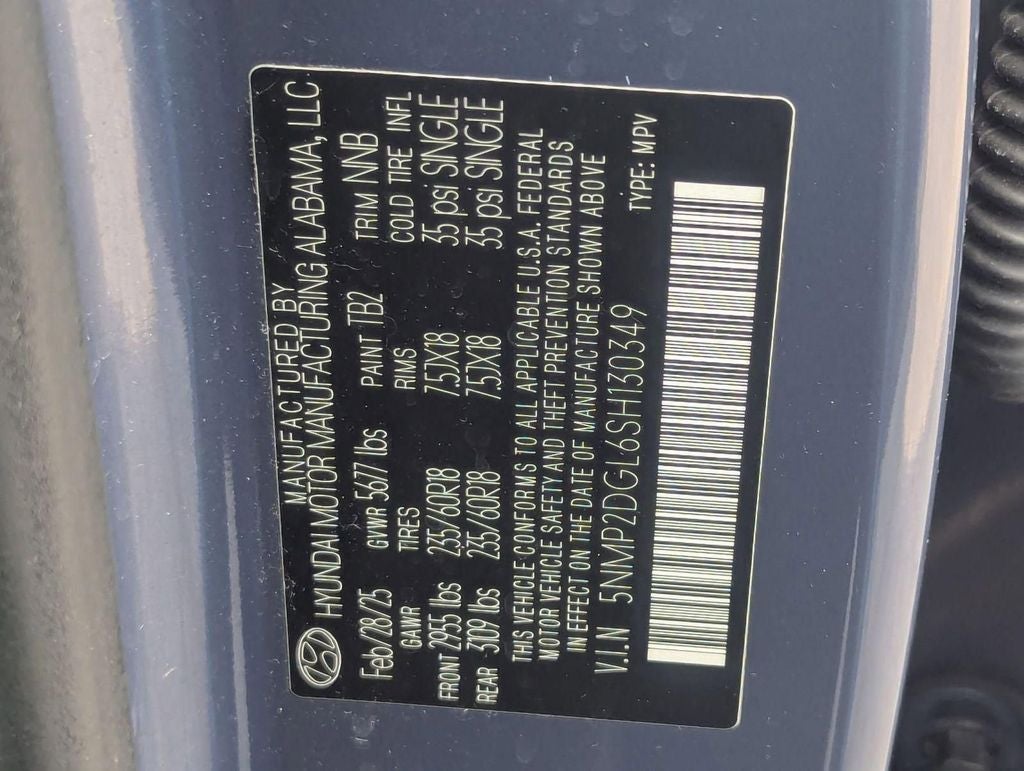 MANUFACTURED BY
HYUNDAI MOTOR MANUFACTURING ALABAMA, LLC
Feb/28/25 GVWR 5677 lbs PAINT TB2 TRIM NNB
GAWR TIRES RIMS COLD TIRE INFL
FRONT 2955 lbs 235/60R18 7.5X18 35 psi SINGLE
REAR 3109 lbs 235/60R18 7.5X18 35 psi SINGLE
THIS VEHICLE CONFORMS TO ALL APPLICABLE U.S.A. FEDERAL
MOTOR VEHICLE SAFETY AND THEFT PREVENTION STANDARDS
IN EFFECT ON THE DATE OF MANUFACTURE SHOWN ABOVE
V.I.N 5NMP2DGL6SH130349 TYPE: MPV